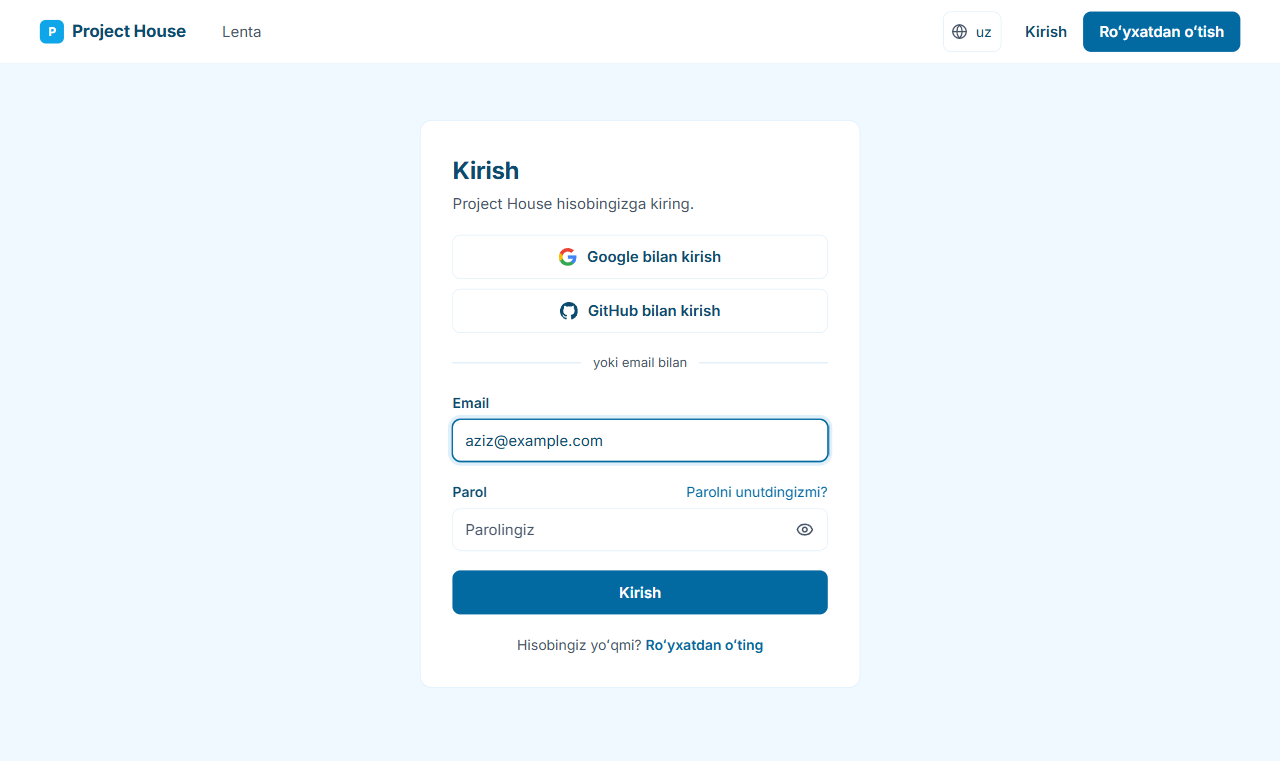 P Project House Lenta uz Kirish Roʻyxatdan oʻtish
Kirish
Project House hisobingizga kiring.
Google bilan kirish
GitHub bilan kirish
yoki email bilan
Email
aziz@example.com
Parol Parolni unutdingizmi?
Parolingiz
Kirish
Hisobingiz yoʻqmi? Roʻyxatdan oʻting